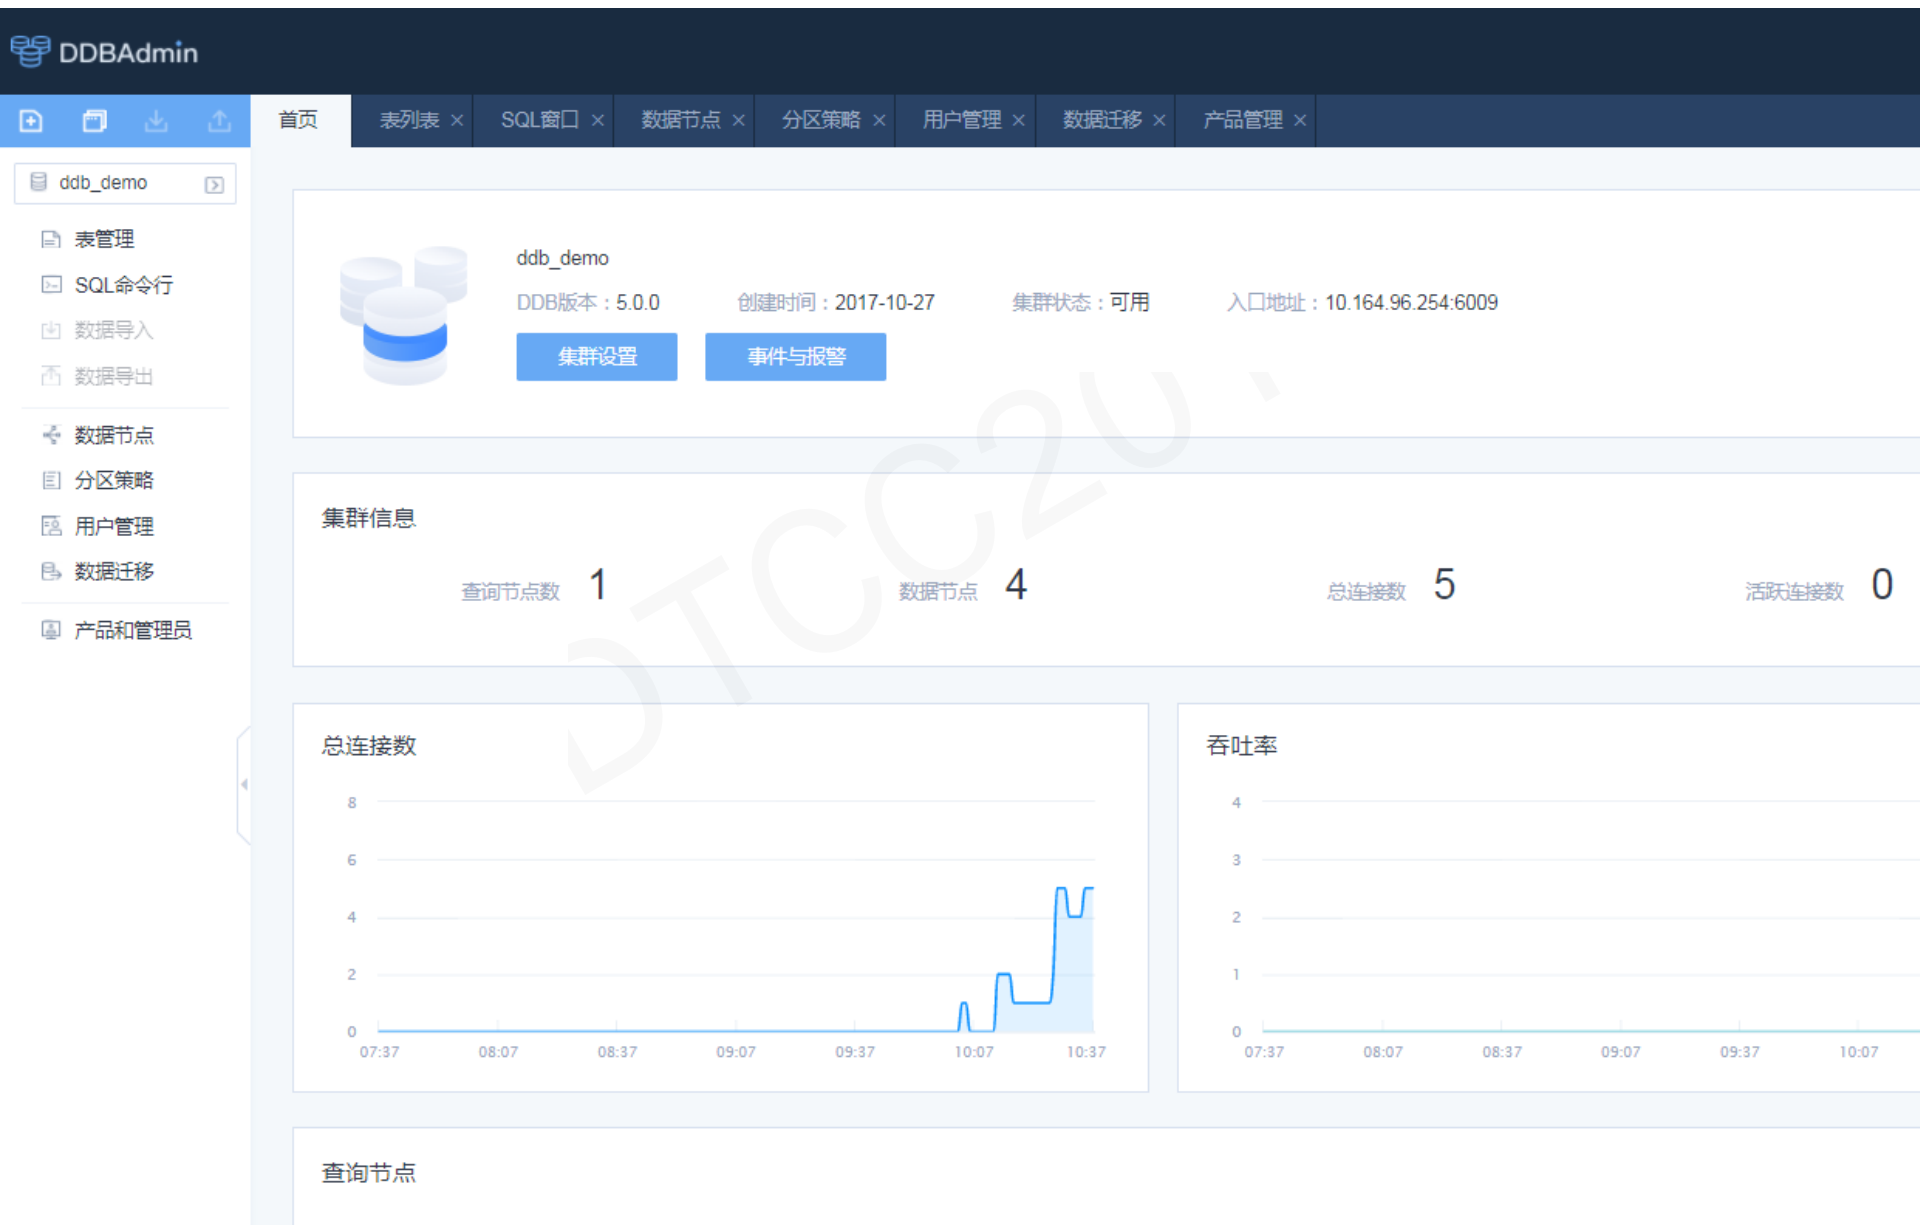 DDBAdmin
首页 表列表 × SQL窗口 × 数据节点 × 分区策略 × 用户管理 × 数据迁移 × 产品管理 ×
ddb_demo
表管理
SQL命令行
数据导入
数据导出
数据节点
分区策略
用户管理
数据迁移
产品和管理员
ddb_demo
DDB版本：5.0.0 创建时间：2017-10-27 集群状态：可用 入口地址：10.164.96.254:6009
集群设置 事件与报警
集群信息
查询节点数 1 数据节点 4 总连接数 5 活跃连接数 0
总连接数
8
6
4
2
0
07:37 08:07 08:37 09:07 09:37 10:07 10:37
吞吐率
4
3
2
1
0
07:37 08:07 08:37 09:07 09:37 10:07
查询节点
DTCC20